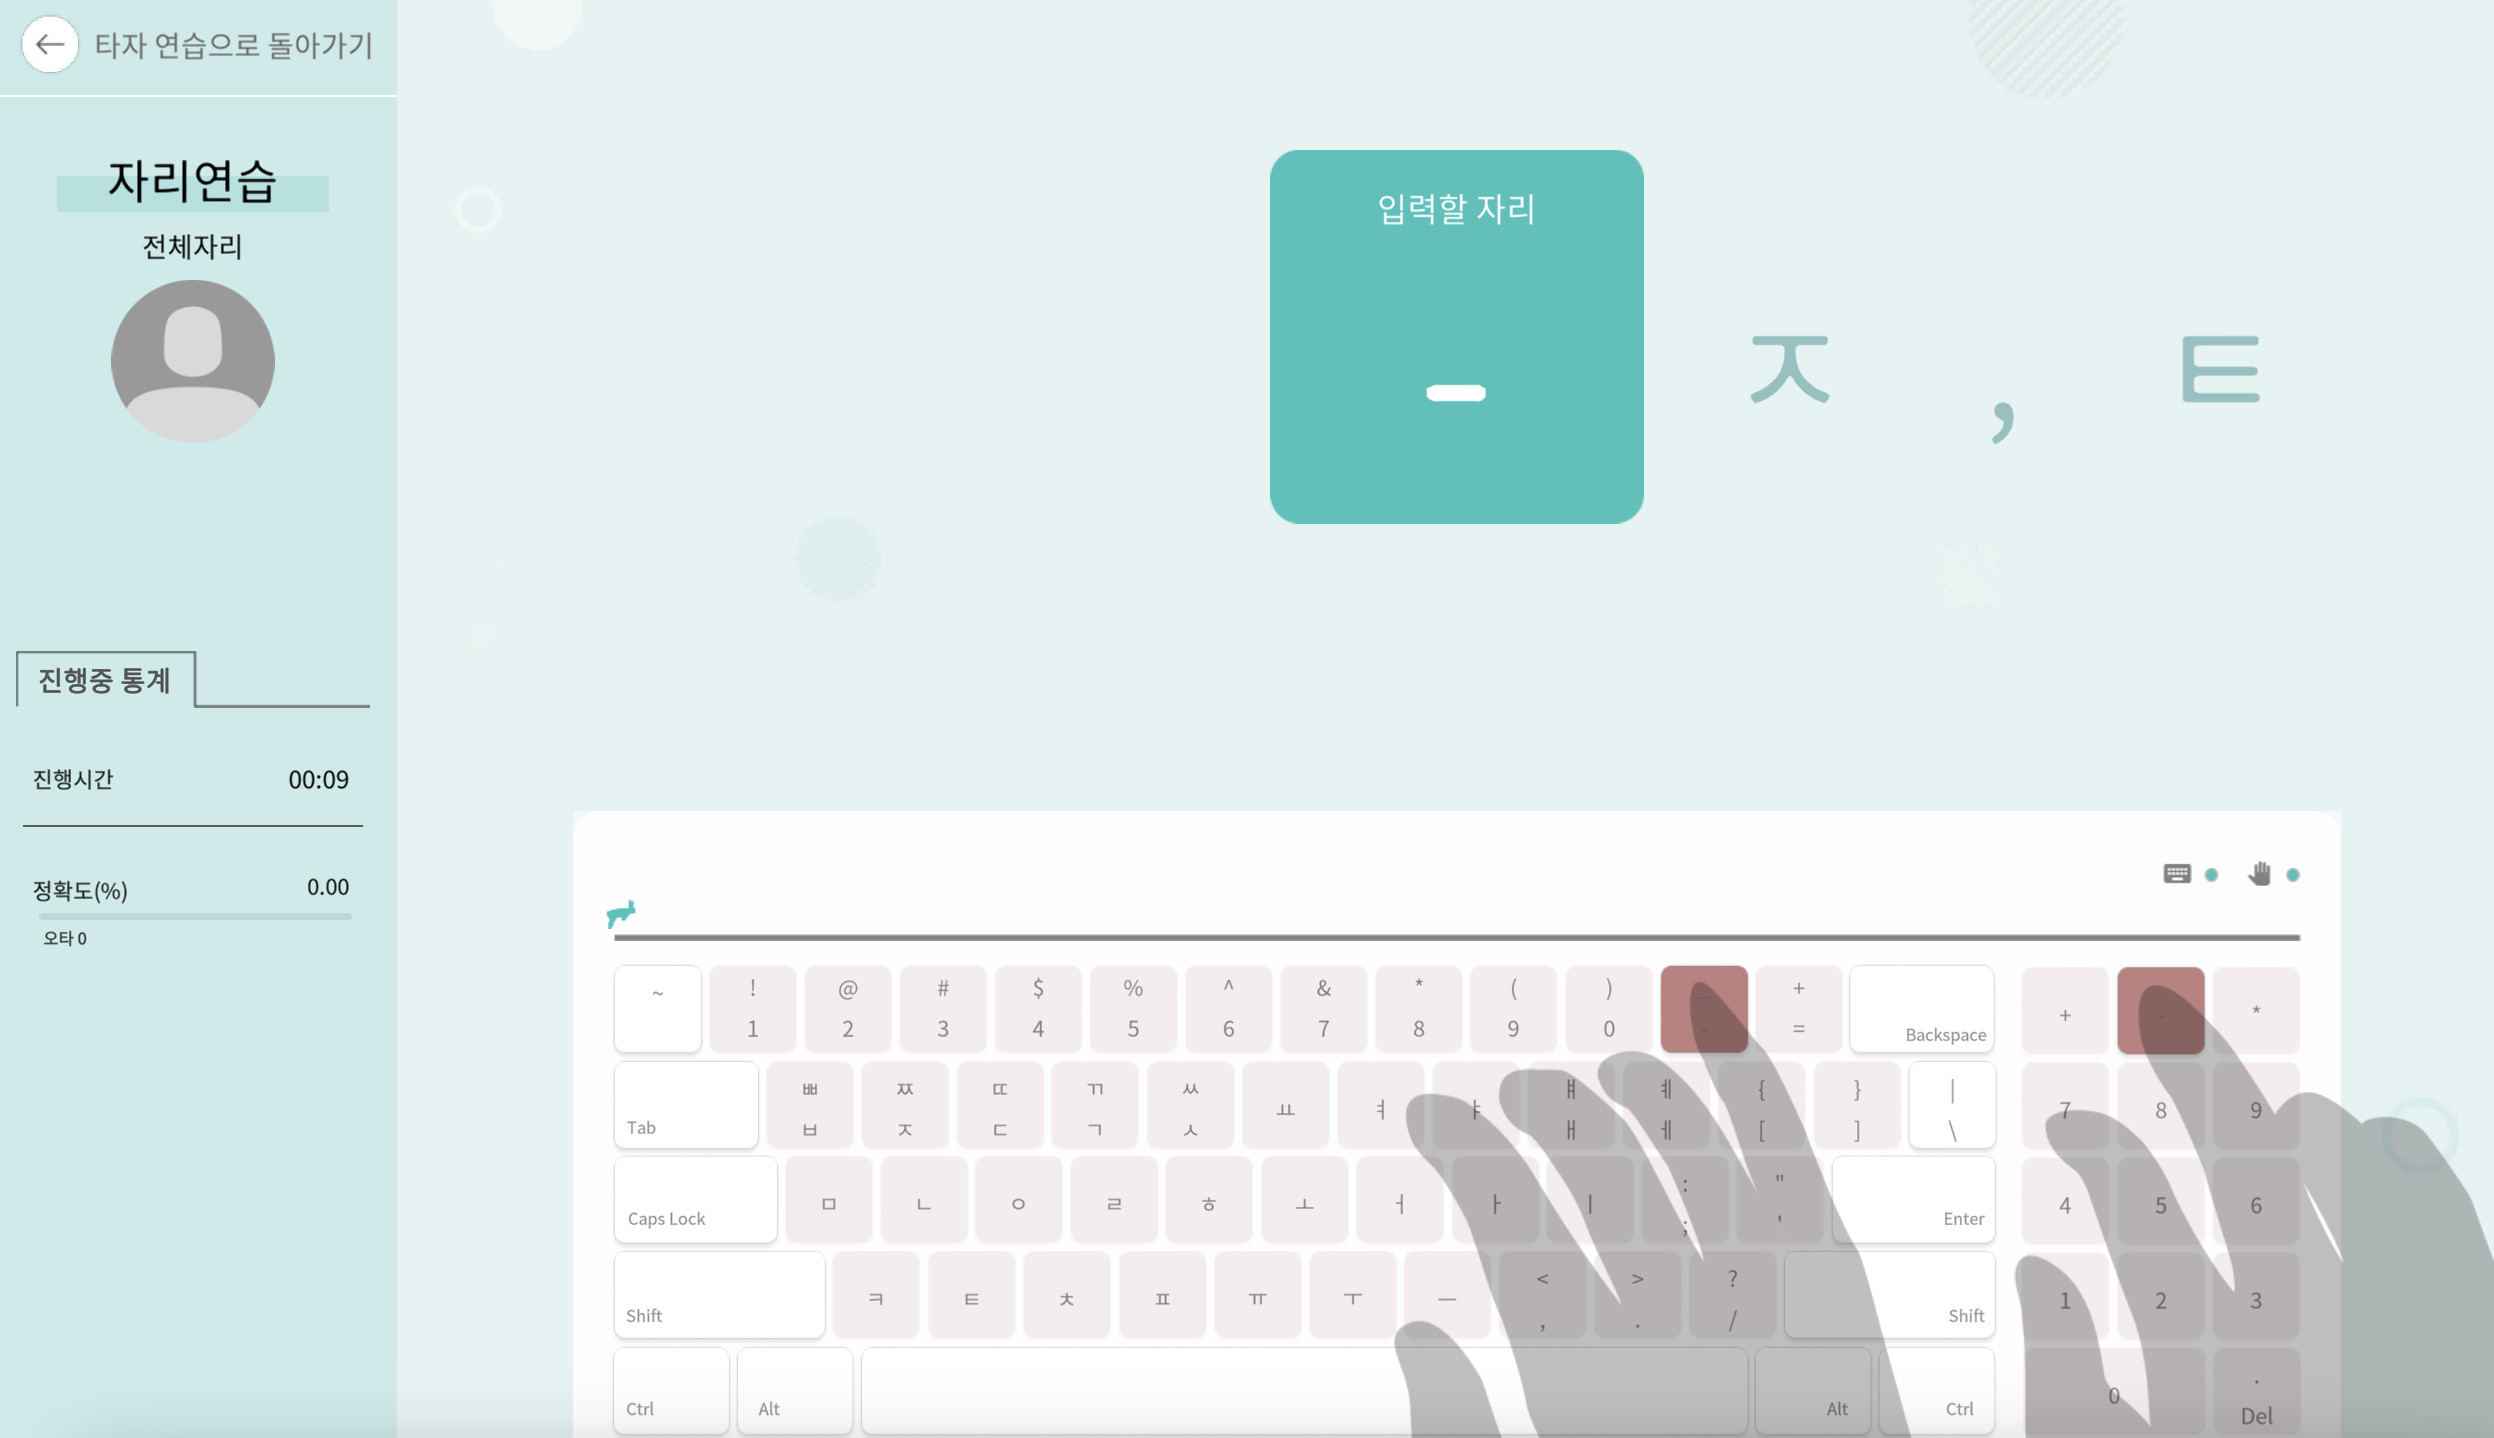 타자 연습으로 돌아가기
자리연습
전체자리
입력할 자리
- ㅈ , ㅌ
진행중 통계
진행시간 00:09
정확도(%) 0.00
오타 0
~ ! @ # $ % ^ & * ( ) _ +
1 2 3 4 5 6 7 8 9 0 - = Backspace + - *
ㅃ ㅉ ㄸ ㄲ ㅆ ㅛ ㅕ ㅑ ㅒ ㅖ { } |
Tab ㅂ ㅈ ㄷ ㄱ ㅅ ㅐ ㅔ [ ] \ 7 8 9
Caps Lock ㅁ ㄴ ㅇ ㄹ ㅎ ㅗ ㅓ ㅏ ㅣ : " Enter 4 5 6
; '
Shift ㅋ ㅌ ㅊ ㅍ ㅠ ㅜ ㅡ < > ? Shift 1 2 3
, . /
Ctrl Alt Alt Ctrl 0 . Del